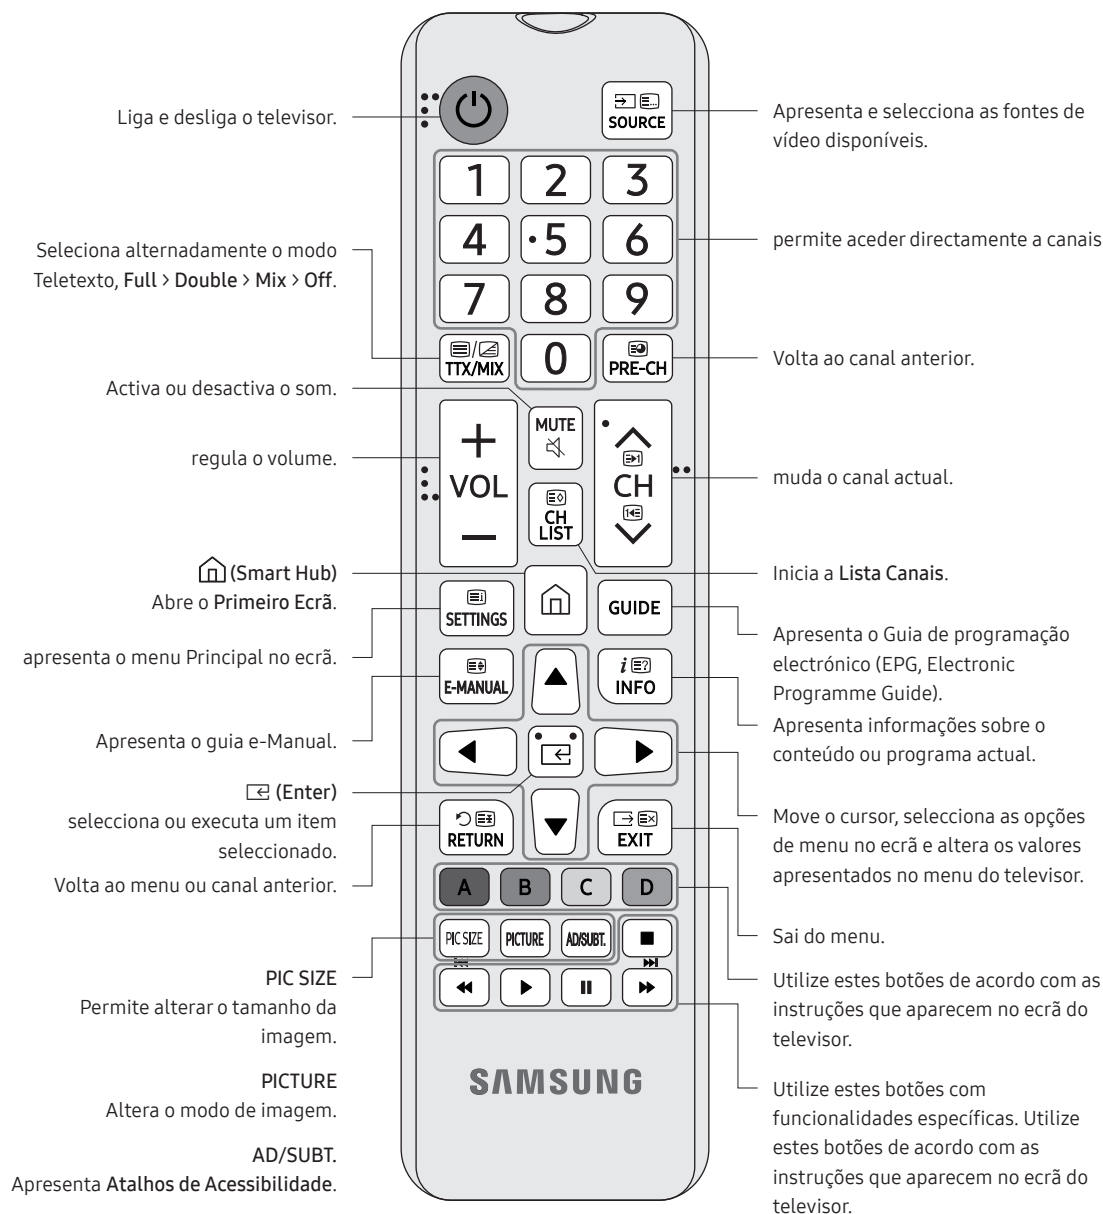 Liga e desliga o televisor.
Seleciona alternadamente o modo
Teletexto, Full > Double > Mix > Off.
Activa ou desactiva o som.
regula o volume.
(Smart Hub)
Abre o Primeiro Ecrã.
apresenta o menu Principal no ecrã.
Apresenta o guia e-Manual.
(Enter)
selecciona ou executa um item
seleccionado.
Volta ao menu ou canal anterior.
PIC SIZE
Permite alterar o tamanho da
imagem.
PICTURE
Altera o modo de imagem.
AD/SUBT.
Apresenta Atalhos de Acessibilidade.
SOURCE
1 2 3
4 5 6
7 8 9
TTX/MIX 0 PRE-CH
+
VOL
—
MUTE
CH
LIST
CH
SETTINGS
GUIDE
E-MANUAL
i
INFO
RETURN
EXIT
A B C D
PIC SIZE PICTURE AD/SUBT.
SAMSUNG
Apresenta e selecciona as fontes de
vídeo disponíveis.
permite aceder directamente a canais
Volta ao canal anterior.
muda o canal actual.
Inicia a Lista Canais.
Apresenta o Guia de programação
electrónico (EPG, Electronic
Programme Guide).
Apresenta informações sobre o
conteúdo ou programa actual.
Move o cursor, selecciona as opções
de menu no ecrã e altera os valores
apresentados no menu do televisor.
Sai do menu.
Utilize estes botões de acordo com as
instruções que aparecem no ecrã do
televisor.
Utilize estes botões com
funcionalidades específicas. Utilize
estes botões de acordo com as
instruções que aparecem no ecrã do
televisor.